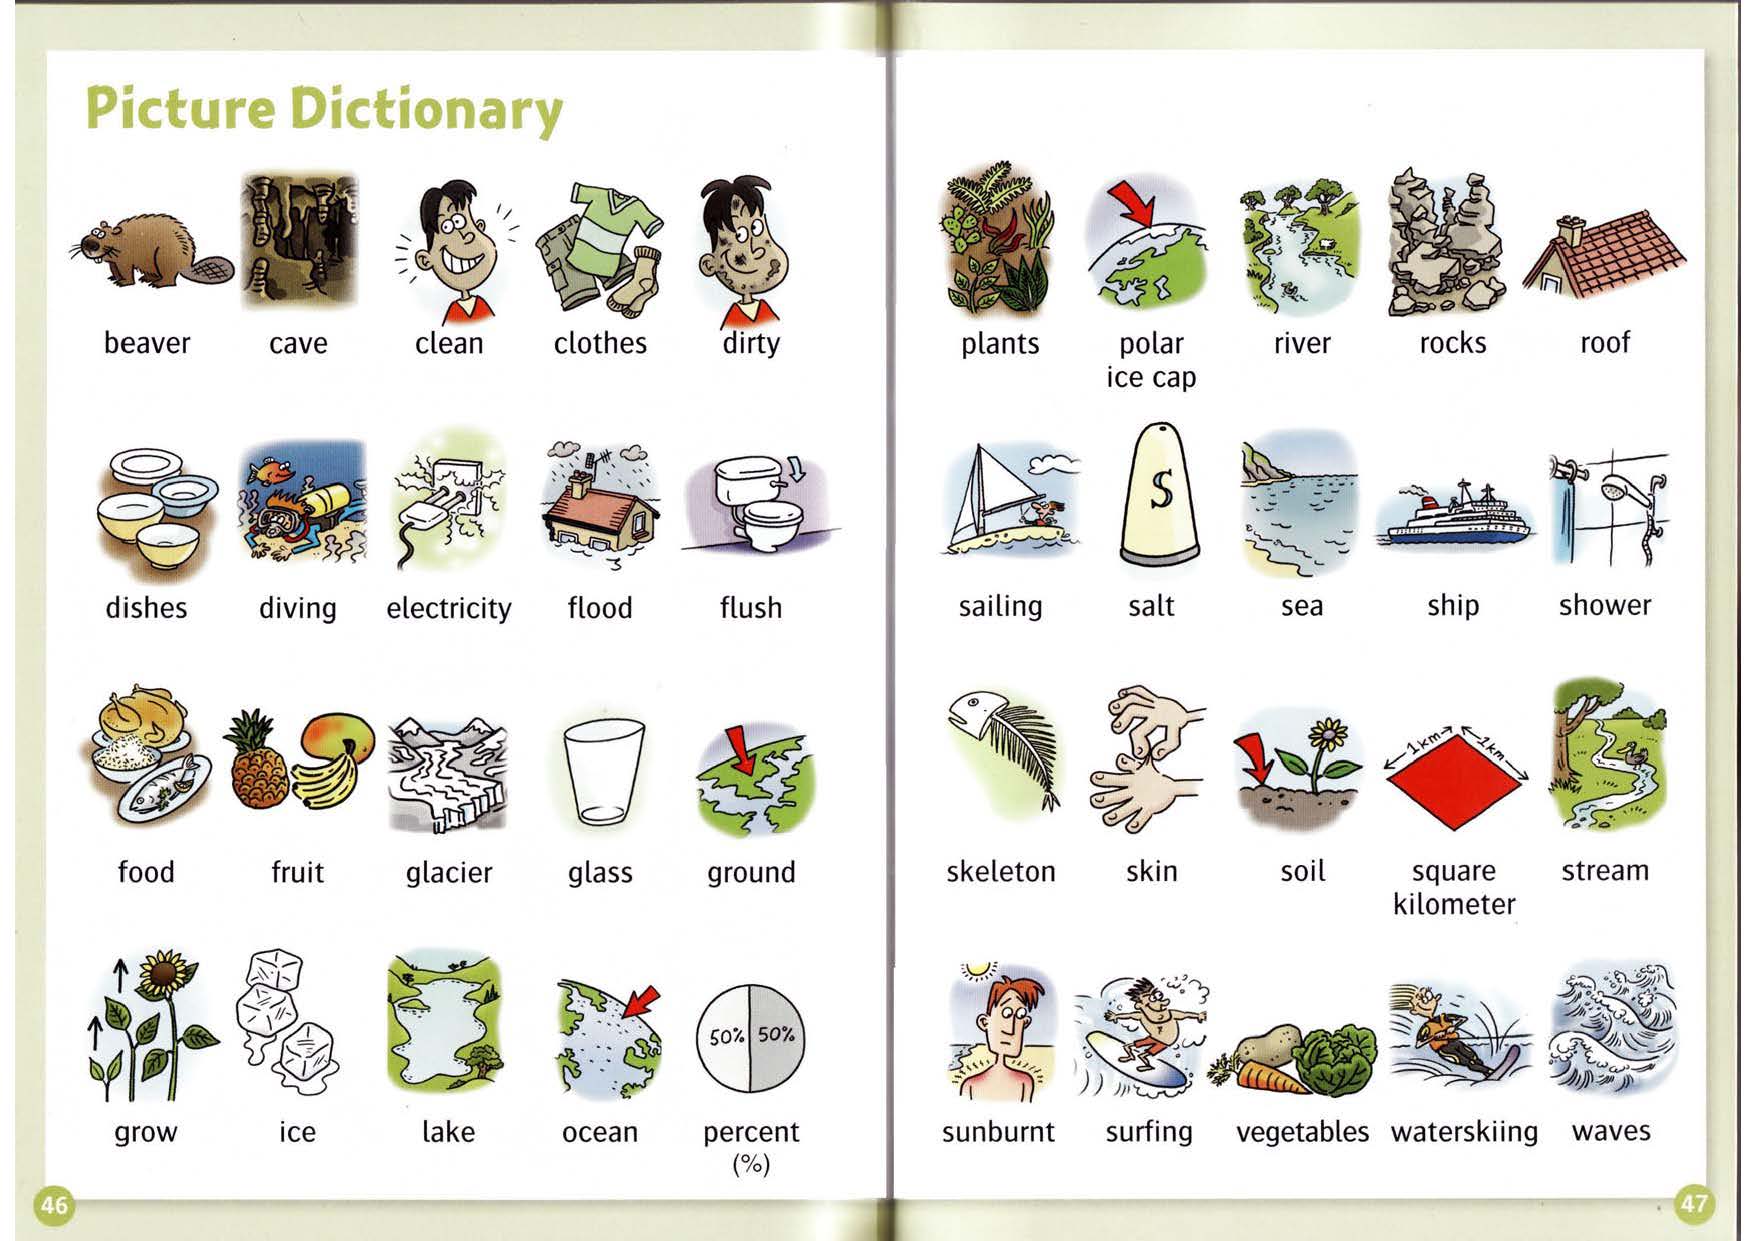 Picture Dictionary
beaver
cave
clean
clothes
dirty
dishes
diving
electricity
flood
flush
food
fruit
glacier
glass
ground
grow
ice
lake
ocean
50% 50%
percent
(%)
46
plants
polar
ice cap
river
rocks
roof
S
sailing
salt
sea
ship
shower
1km 1km
skeleton
skin
soil
square
kilometer
stream
sunburnt
surfing
vegetables
waterskiing
waves
47